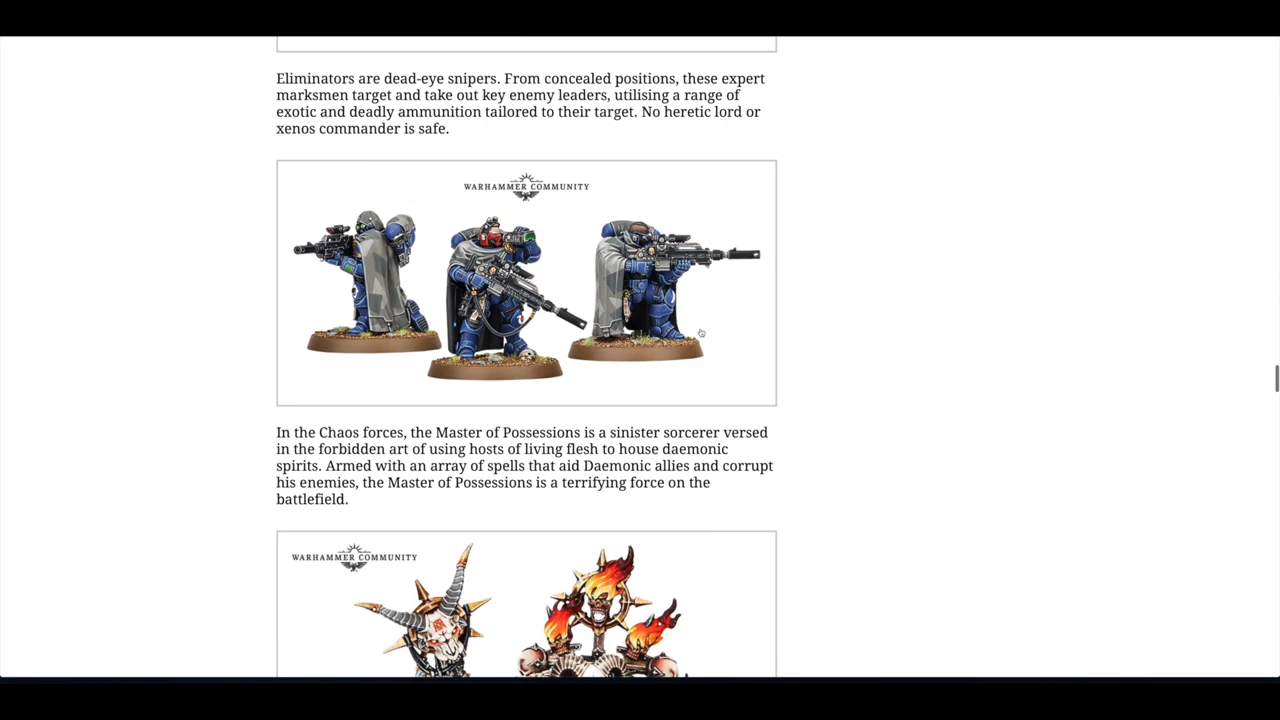 Eliminators are dead-eye snipers. From concealed positions, these expert
marksmen target and take out key enemy leaders, utilising a range of
exotic and deadly ammunition tailored to their target. No heretic lord or
xenos commander is safe.
WARHAMMER COMMUNITY
In the Chaos forces, the Master of Possessions is a sinister sorcerer versed
in the forbidden art of using hosts of living flesh to house daemonic
spirits. Armed with an array of spells that aid Daemonic allies and corrupt
his enemies, the Master of Possessions is a terrifying force on the
battlefield.
WARHAMMER COMMUNITY